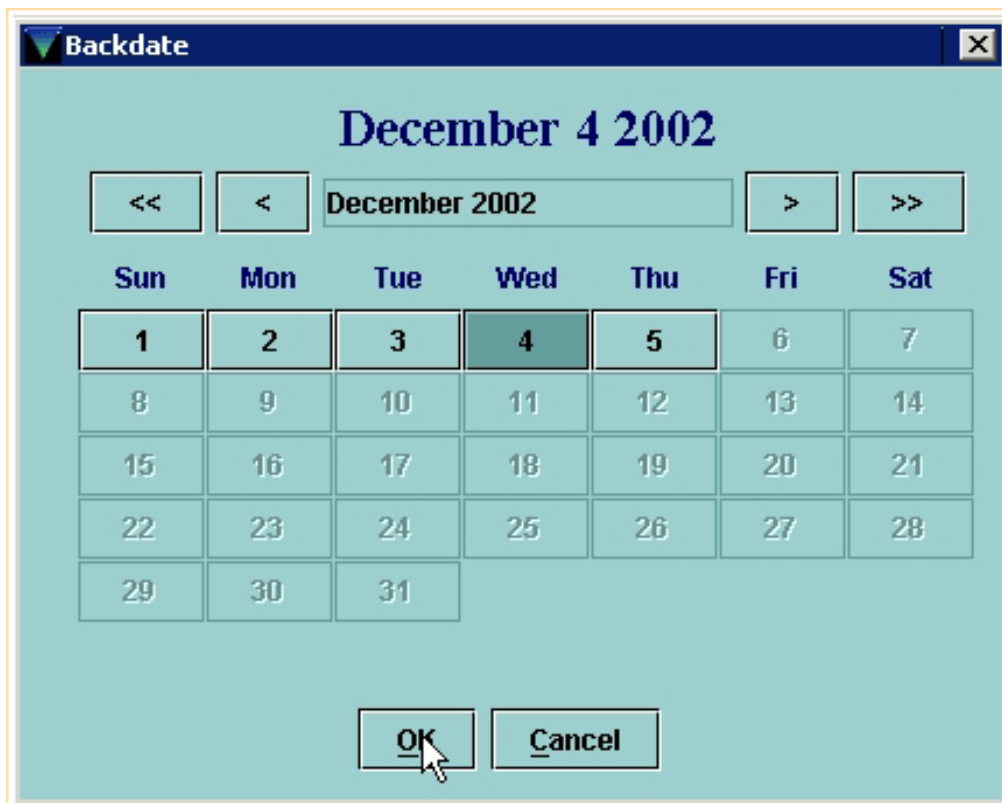 Backdate
December 4 2002
<< < December 2002 > >>
Sun Mon Tue Wed Thu Fri Sat
1 2 3 4 5 6 7
8 9 10 11 12 13 14
15 16 17 18 19 20 21
22 23 24 25 26 27 28
29 30 31
OK Cancel